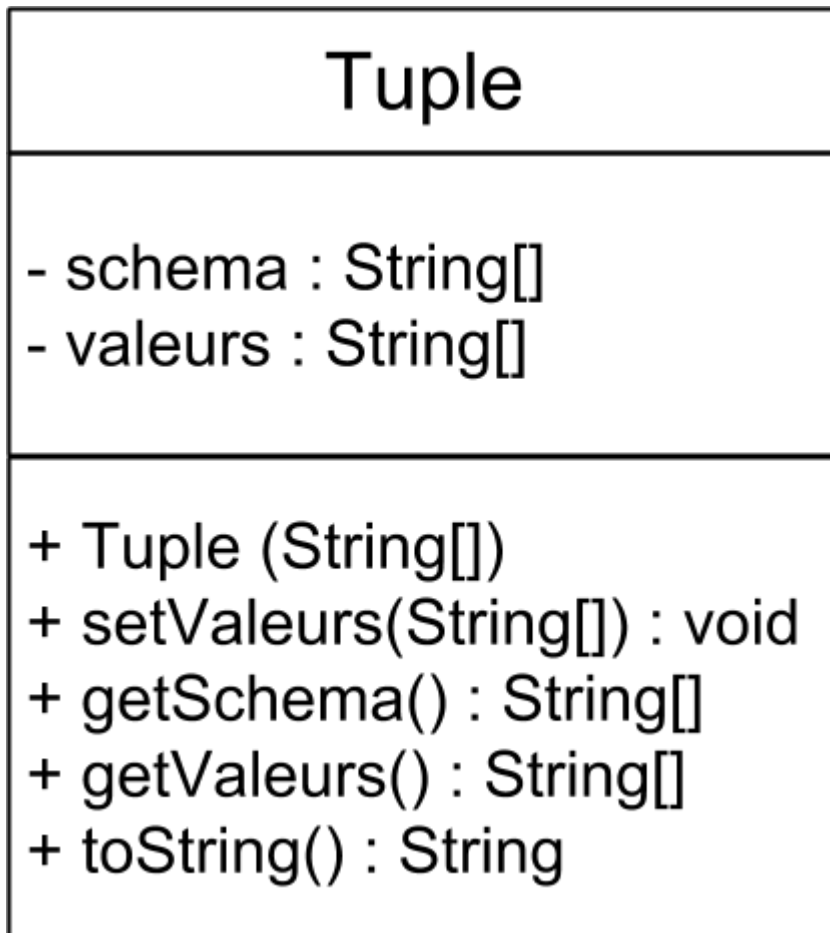 Tuple
- schema : String[]
- valeurs : String[]
+ Tuple (String[])
+ setValeurs(String[]) : void
+ getSchema() : String[]
+ getValeurs() : String[]
+ toString() : String